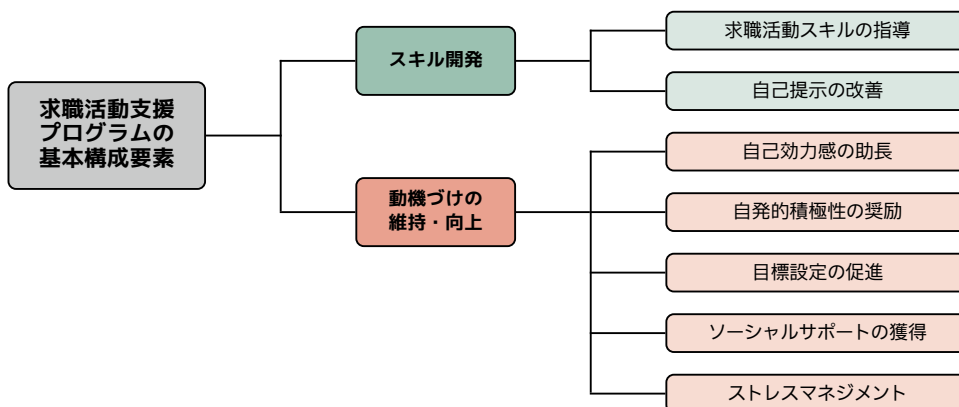 求職活動支援
プログラムの
基本構成要素
スキル開発
求職活動スキルの指導
自己提示の改善
動機づけの
維持・向上
自己効力感の助長
自発的積極性の奨励
目標設定の促進
ソーシャルサポートの獲得
ストレスマネジメント